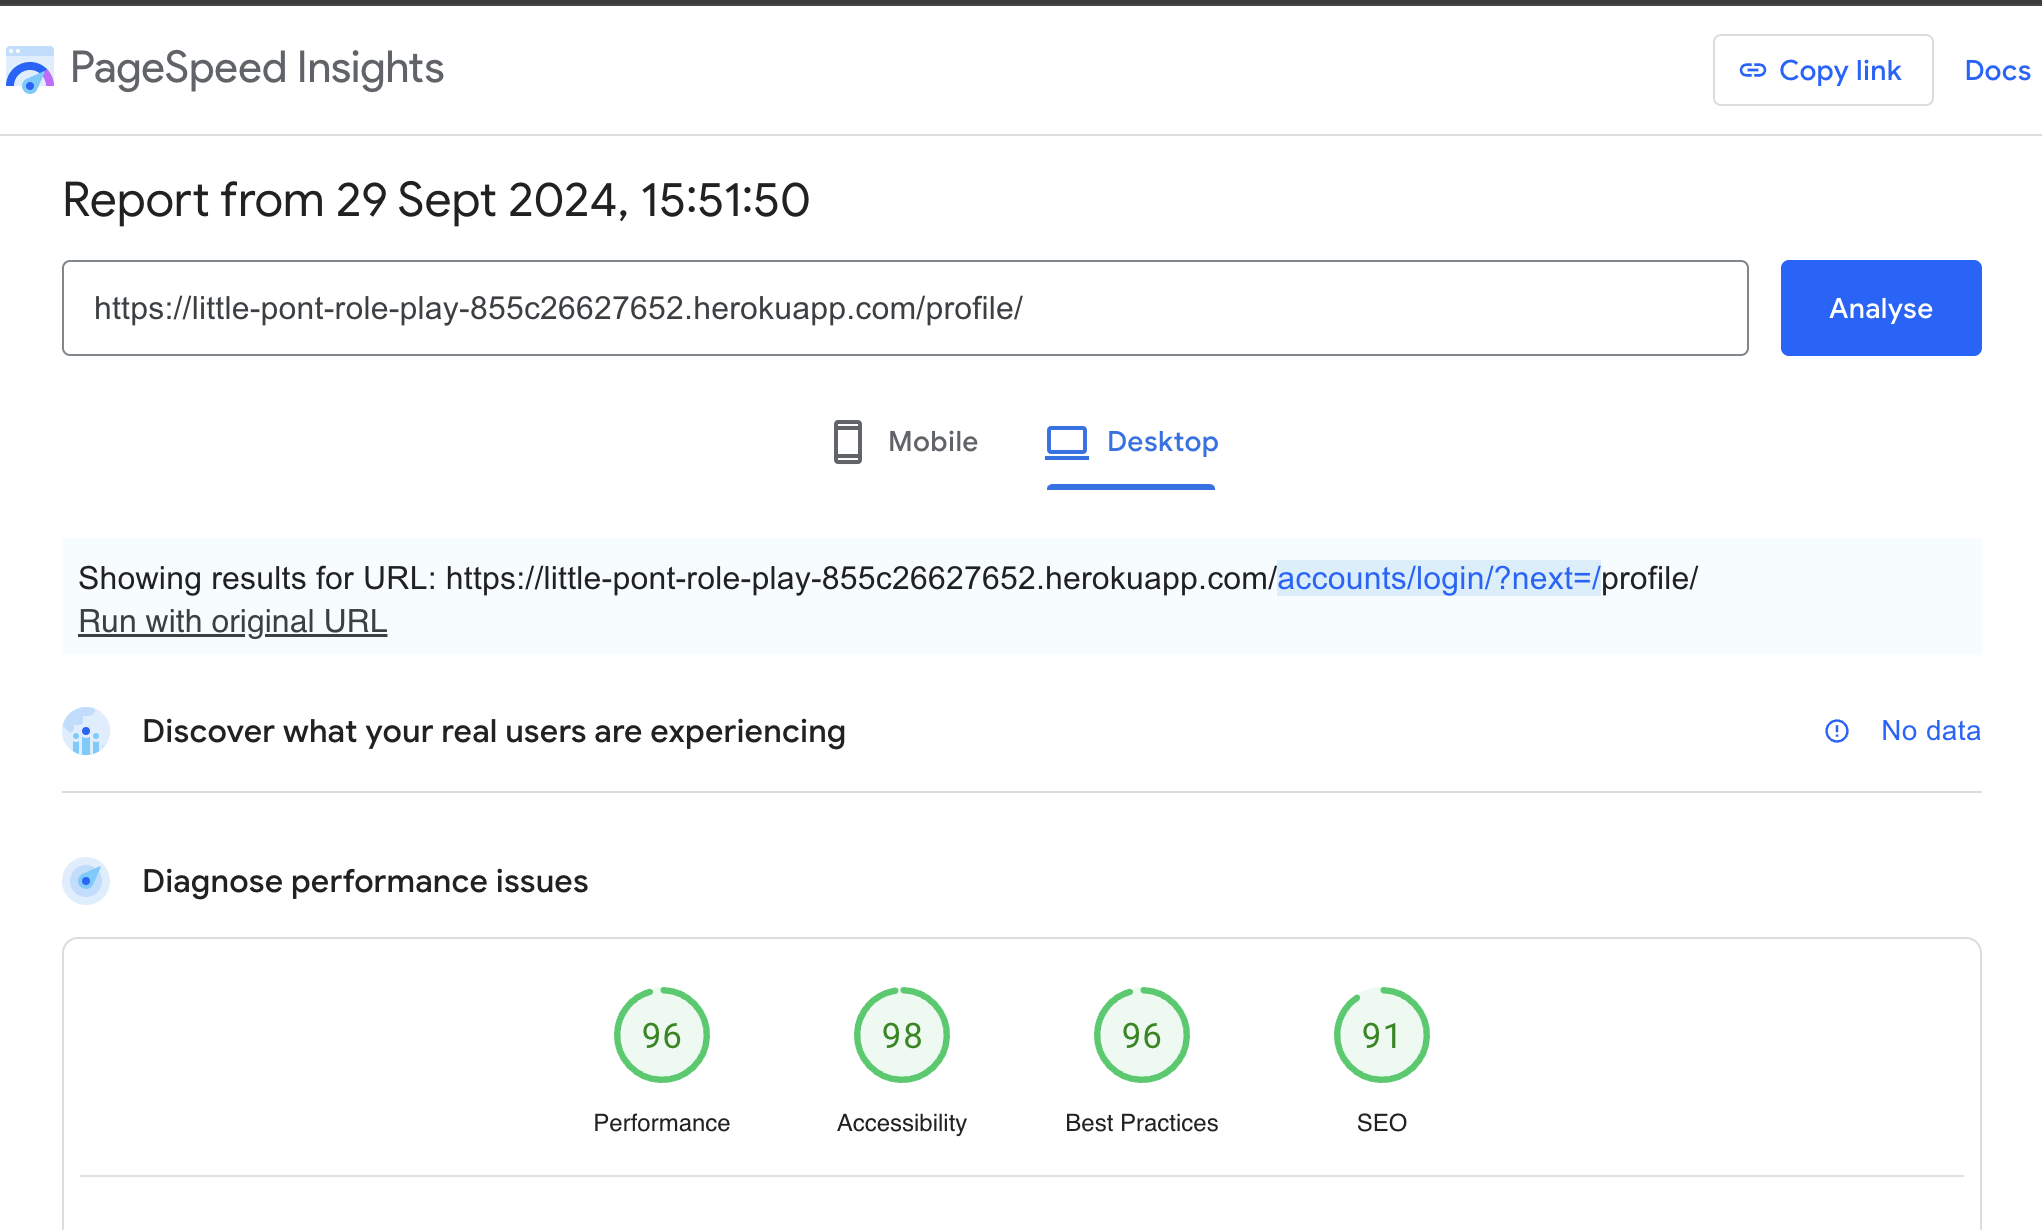 PageSpeed Insights
Copy link
Docs
Report from 29 Sept 2024, 15:51:50
https://little-pont-role-play-855c26627652.herokuapp.com/profile/
Analyse
Mobile
Desktop
Showing results for URL: https://little-pont-role-play-855c26627652.herokuapp.com/accounts/login/?next=/profile/
Run with original URL
Discover what your real users are experiencing
No data
Diagnose performance issues
96
98
96
91
Performance
Accessibility
Best Practices
SEO